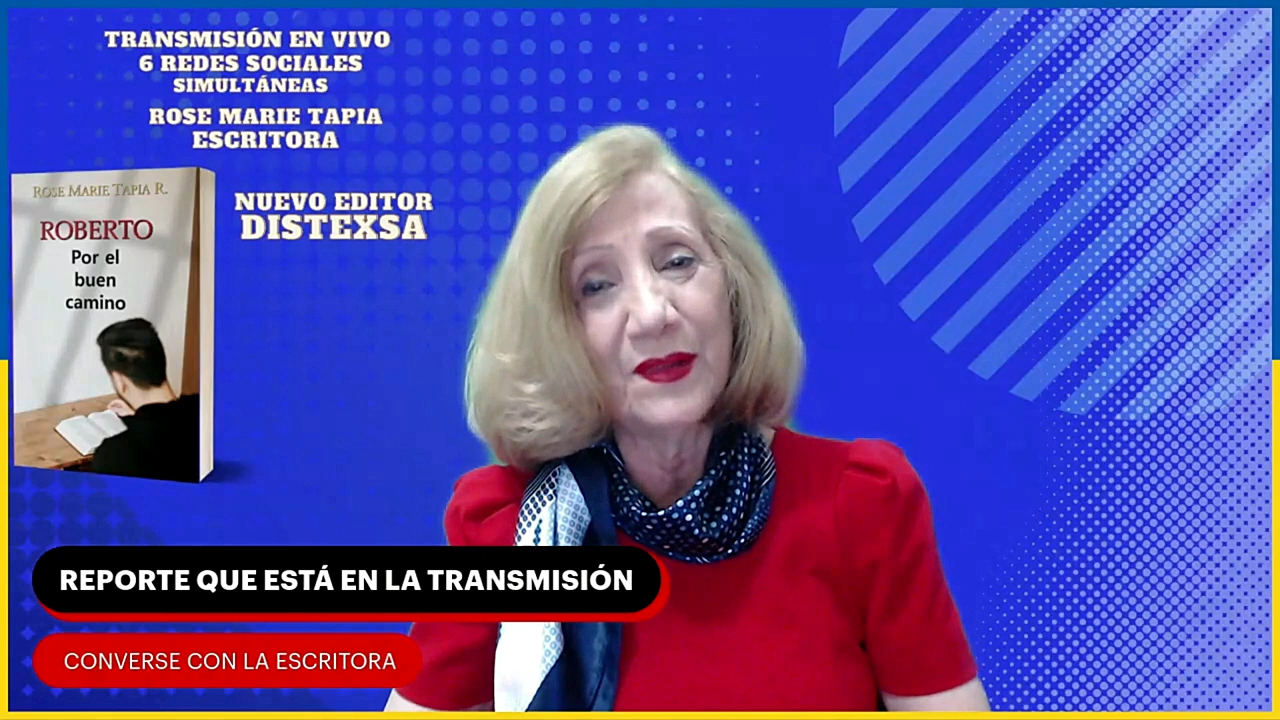 TRANSMISIÓN EN VIVO
6 REDES SOCIALES
SIMULTÁNEAS
ROSE MARIE TAPIA
ESCRITORA
ROSE MARIE TAPIA R.
ROBERTO
Por el
buen
camino
NUEVO EDITOR
DISTEXSA
REPORTE QUE ESTÁ EN LA TRANSMISIÓN
CONVERSE CON LA ESCRITORA